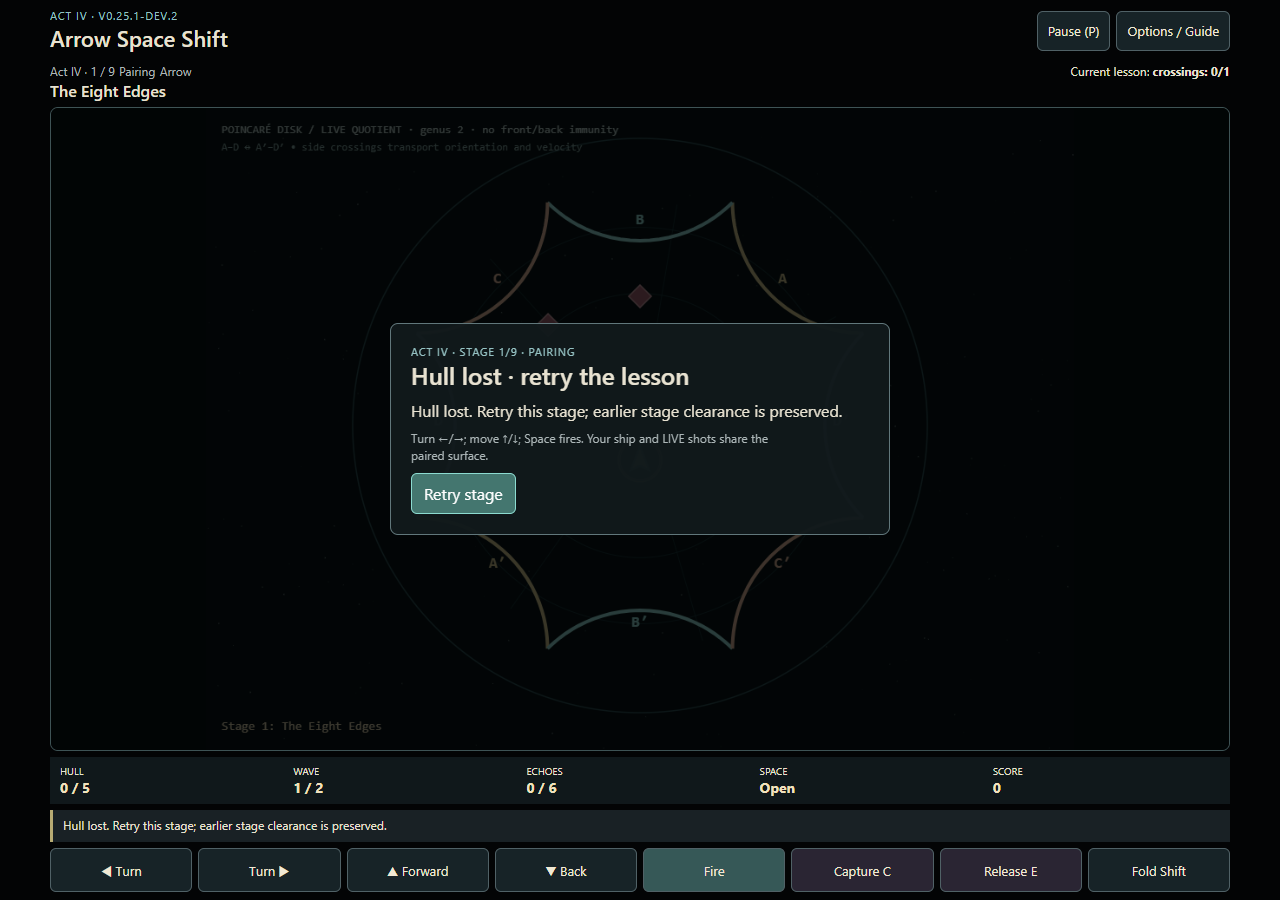 ACT IV · V0.25.1-DEV.2
Arrow Space Shift
Pause (P)
Options / Guide
Act IV · 1 / 9 Pairing Arrow
Current lesson: crossings: 0/1
The Eight Edges
POINCARÉ DISK / LIVE QUOTIENT · genus 2 · no front/back immunity
A–D ↔ A′–D′ • side crossings transport orientation and velocity
B
C
A
ACT IV · STAGE 1/9 · PAIRING
Hull lost · retry the lesson
Hull lost. Retry this stage; earlier stage clearance is preserved.
Turn ←/→; move ↑/↓; Space fires. Your ship and LIVE shots share the
paired surface.
Retry stage
A′
C′
B′
Stage 1: The Eight Edges
HULL
0 / 5
WAVE
1 / 2
ECHOES
0 / 6
SPACE
Open
SCORE
0
Hull lost. Retry this stage; earlier stage clearance is preserved.
◀ Turn
Turn ▶
▲ Forward
▼ Back
Fire
Capture C
Release E
Fold Shift